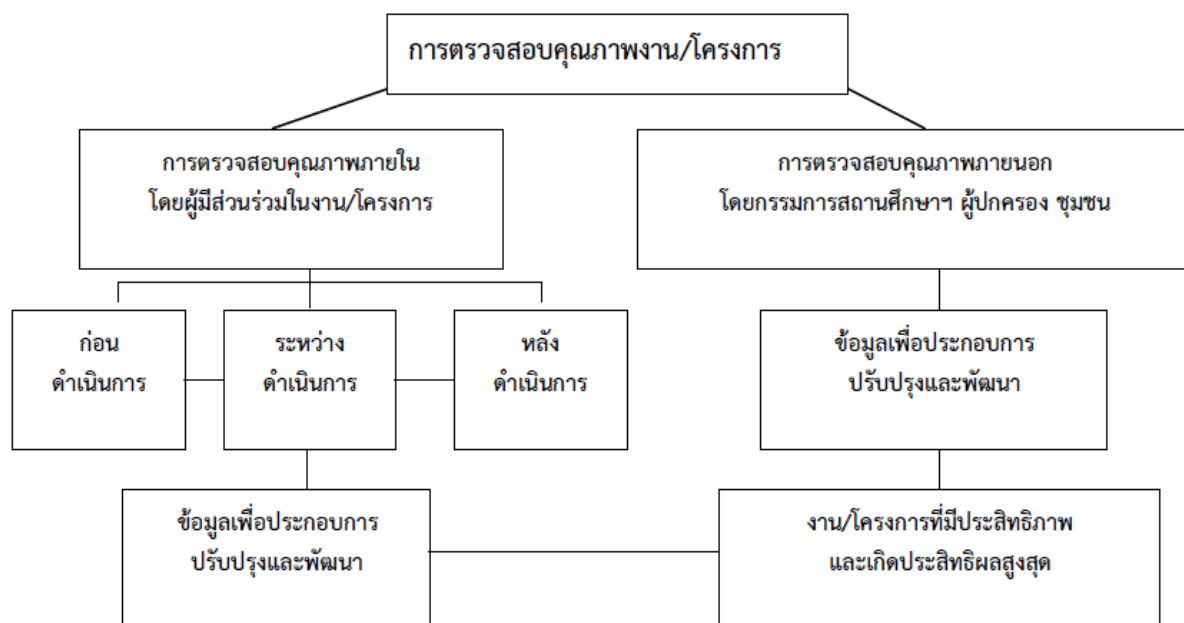 การตรวจสอบคุณภาพงาน/โครงการ
การตรวจสอบคุณภาพภายใน
โดยผู้มีส่วนร่วมในงาน/โครงการ
การตรวจสอบคุณภาพภายนอก
โดยกรรมการสถานศึกษาฯ ผู้ปกครอง ชุมชน
ก่อน
ดำเนินการ
ระหว่าง
ดำเนินการ
หลัง
ดำเนินการ
ข้อมูลเพื่อประกอบการ
ปรับปรุงและพัฒนา
ข้อมูลเพื่อประกอบการ
ปรับปรุงและพัฒนา
งาน/โครงการที่มีประสิทธิภาพ
และเกิดประสิทธิผลสูงสุด